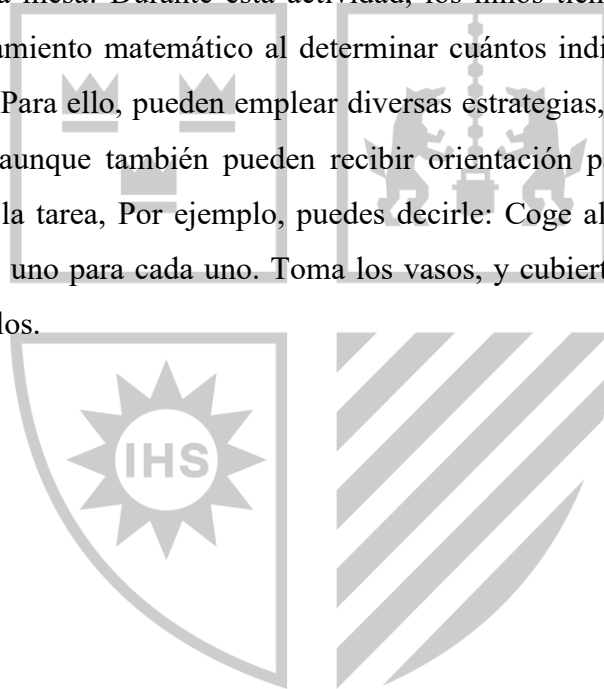 a mesa. Durante esta actividad, los niños tien
amiento matemático al determinar cuántos indi
Para ello, pueden emplear diversas estrategias,
aunque también pueden recibir orientación p
la tarea, Por ejemplo, puedes decirle: Coge al
uno para cada uno. Toma los vasos, y cubiert
los.
IHS